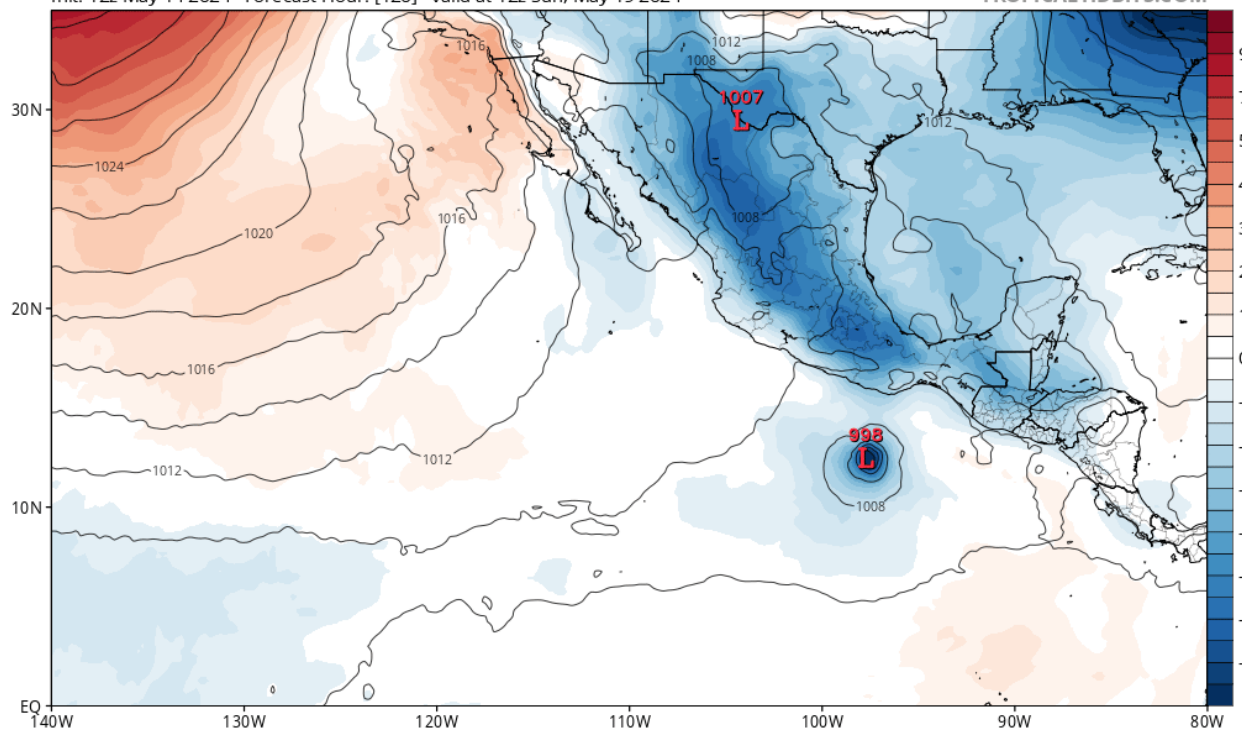 Init: 12z May 14 2024 Forecast Hour: [120] valid at 12z Sun, May 19 2024
TROPICALTIDBITS.COM
1016
1012
1008
1007
L
30N
1012
1024
1016
1008
1020
20N
1016
998
L
1012
1012
10N
1008
0
EQ
140W
130W
120W
110W
100W
90W
80W